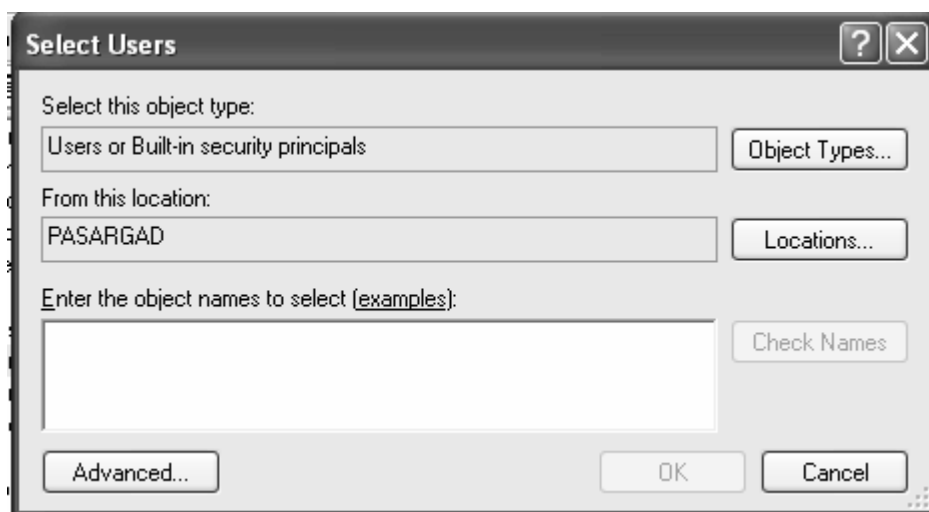 Select Users
Select this object type:
Users or Built-in security principals
Object Types...
From this location:
PASARGAD
Locations...
Enter the object names to select (examples):
Check Names
Advanced...
OK
Cancel